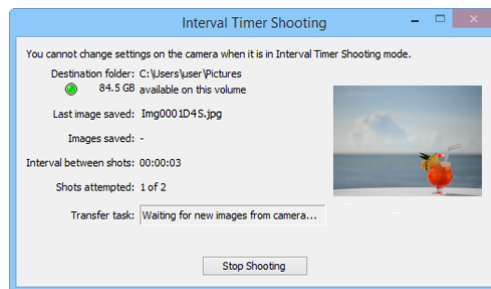 Interval Timer Shooting
You cannot change settings on the camera when it is in Interval Timer Shooting mode.
Destination folder: C:\Users\user\Pictures
84.5 GB available on this volume
Last image saved: Img0001D4S.jpg
Images saved: -
Interval between shots: 00:00:03
Shots attempted: 1 of 2
Transfer task: Waiting for new images from camera...
Stop Shooting